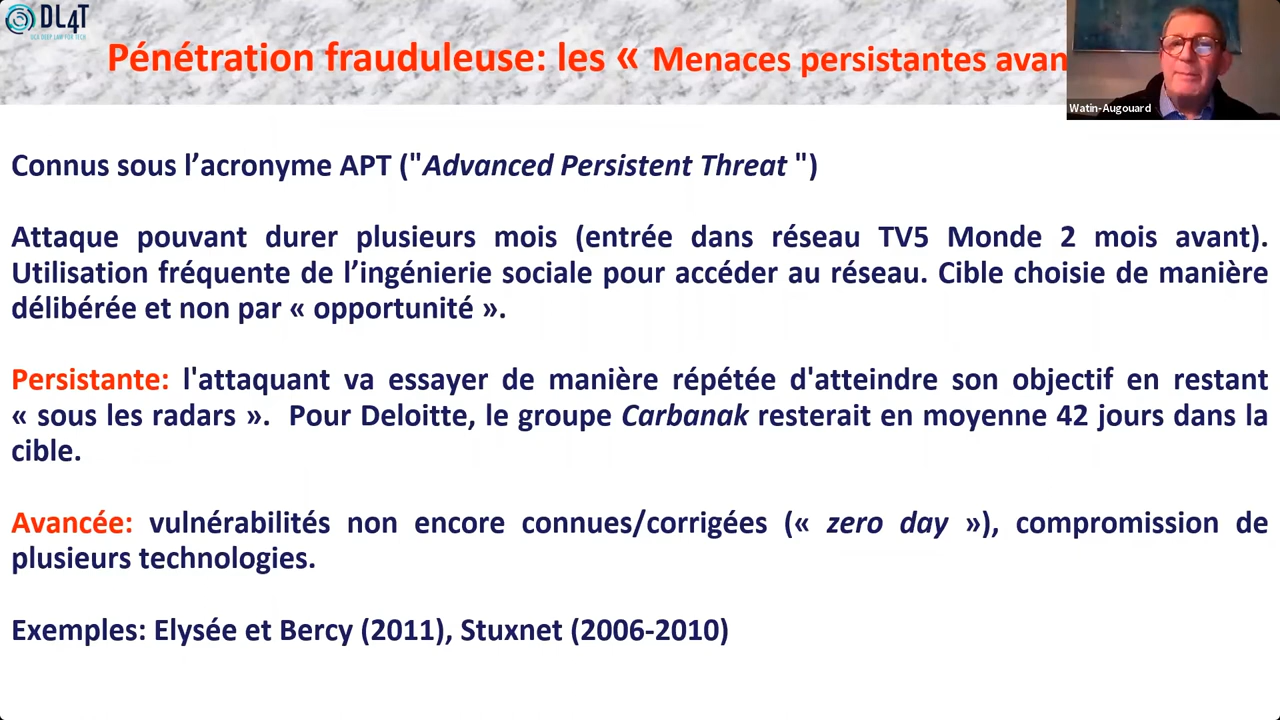 DL4T
UCA DEEP LAW FOR TECH
Pénétration frauduleuse: les « Menaces persistantes avan
Watin-Augouard
Connus sous l’acronyme APT ("Advanced Persistent Threat ")
Attaque pouvant durer plusieurs mois (entrée dans réseau TV5 Monde 2 mois avant).
Utilisation fréquente de l’ingénierie sociale pour accéder au réseau. Cible choisie de manière
délibérée et non par « opportunité ».
Persistante: l'attaquant va essayer de manière répétée d'atteindre son objectif en restant
« sous les radars ». Pour Deloitte, le groupe Carbanak resterait en moyenne 42 jours dans la
cible.
Avancée: vulnérabilités non encore connues/corrigées (« zero day »), compromission de
plusieurs technologies.
Exemples: Elysée et Bercy (2011), Stuxnet (2006-2010)